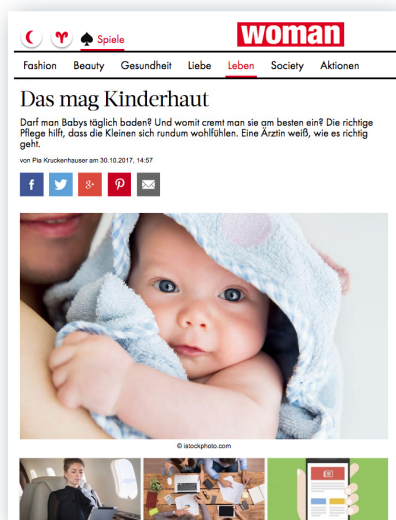 Spiele
woman
Fashion Beauty Gesundheit Liebe Leben Society Aktionen
Das mag Kinderhaut
Darf man Babys täglich baden? Und womit cremt man sie am besten ein? Die richtige
Pflege hilft, dass die Kleinen sich rundum wohlfühlen. Eine Ärztin weiß, wie es richtig
geht.
von Pia Kruckenhauser am 30.10.2017, 14:57
© istockphoto.com